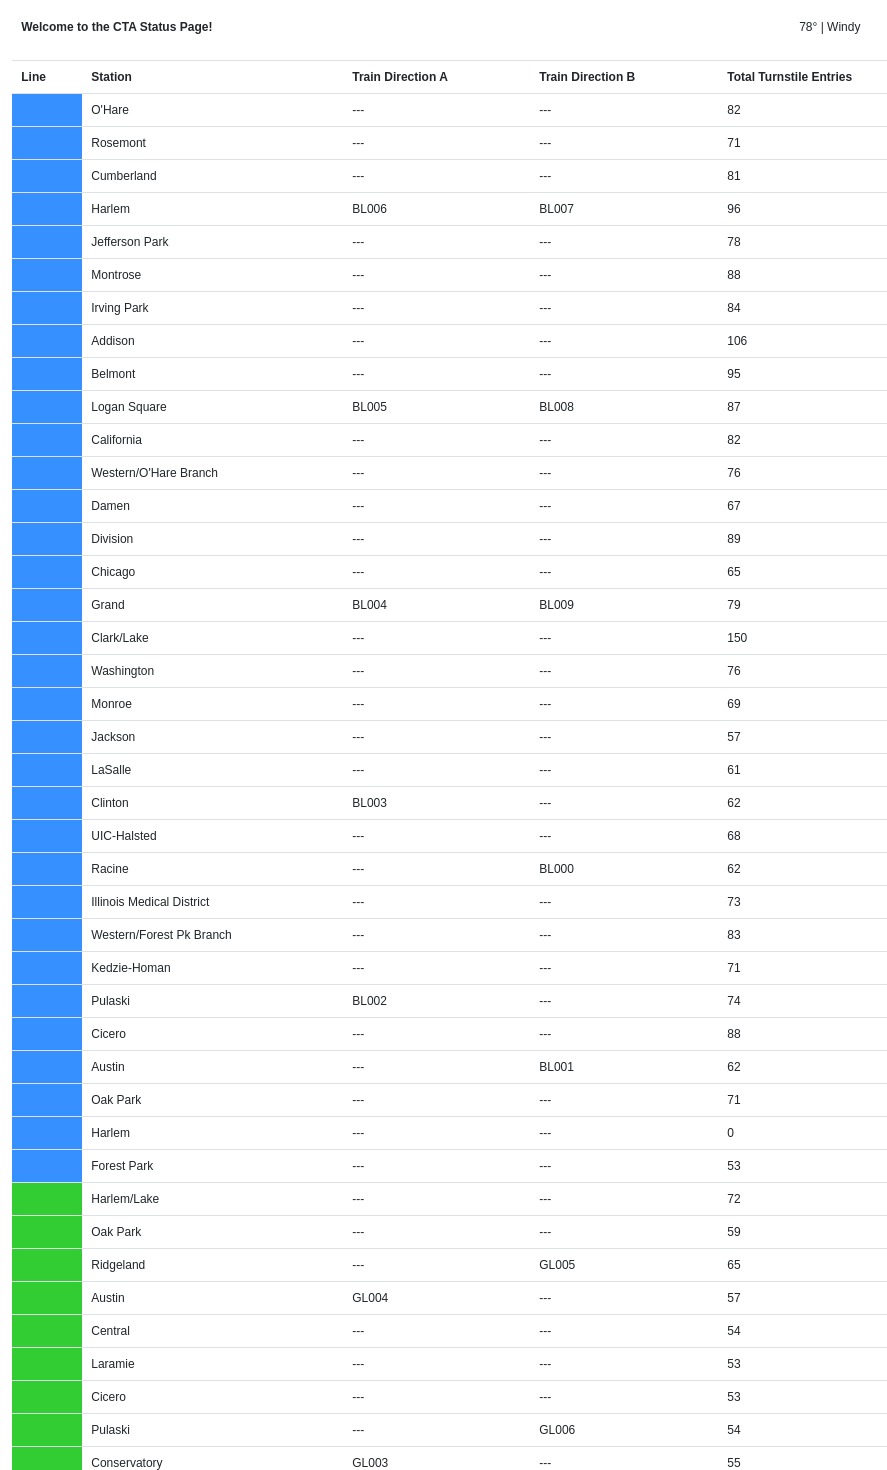 Welcome to the CTA Status Page! 78° | Windy
Line Station Train Direction A Train Direction B Total Turnstile Entries
O'Hare --- --- 82
Rosemont --- --- 71
Cumberland --- --- 81
Harlem BL006 BL007 96
Jefferson Park --- --- 78
Montrose --- --- 88
Irving Park --- --- 84
Addison --- --- 106
Belmont --- --- 95
Logan Square BL005 BL008 87
California --- --- 82
Western/O'Hare Branch --- --- 76
Damen --- --- 67
Division --- --- 89
Chicago --- --- 65
Grand BL004 BL009 79
Clark/Lake --- --- 150
Washington --- --- 76
Monroe --- --- 69
Jackson --- --- 57
LaSalle --- --- 61
Clinton BL003 --- 62
UIC-Halsted --- --- 68
Racine --- BL000 62
Illinois Medical District --- --- 73
Western/Forest Pk Branch --- --- 83
Kedzie-Homan --- --- 71
Pulaski BL002 --- 74
Cicero --- --- 88
Austin --- BL001 62
Oak Park --- --- 71
Harlem --- --- 0
Forest Park --- --- 53
Harlem/Lake --- --- 72
Oak Park --- --- 59
Ridgeland --- GL005 65
Austin GL004 --- 57
Central --- --- 54
Laramie --- --- 53
Cicero --- --- 53
Pulaski --- GL006 54
Conservatory GL003 --- 55